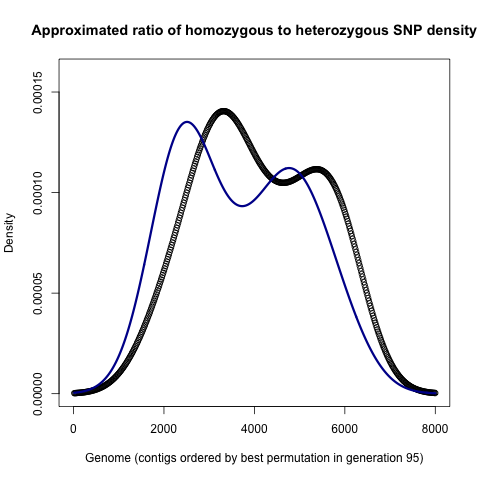 Approximated ratio of homozygous to heterozygous SNP density
0.00015
0.00010
0.00005
0.00000
Density
0 2000 4000 6000 8000
Genome (contigs ordered by best permutation in generation 95)